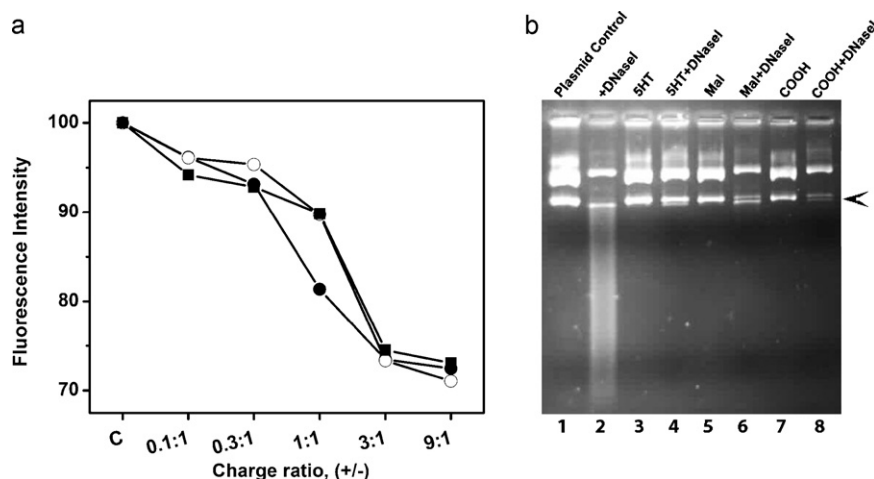 a
Fluorescence Intensity
100
90
80
70
C
0.1:1
0.3:1
1:1
3:1
9:1
Charge ratio, (+/-)
b
Plasmid Control
+DNaseI
5HT
5HT+DNaseI
Mal
Mal+DNaseI
COOH
COOH+DNaseI
1 2 3 4 5 6 7 8